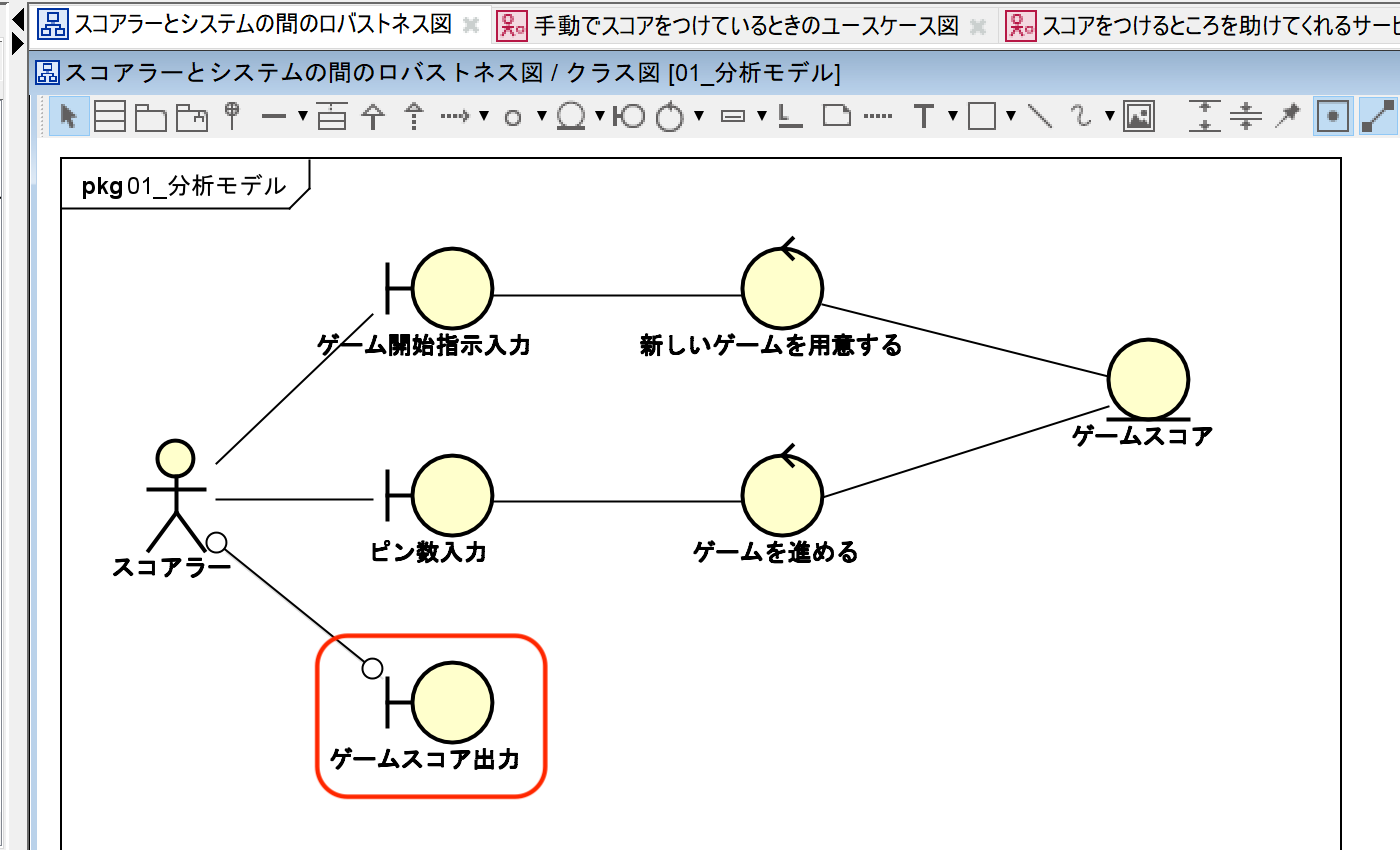 スコアラーとシステムの間のロバストネス図
手動でスコアをつけているときのユースケース図
スコアをつけるところを助けてくれるサービ
スコアラーとシステムの間のロバストネス図 / クラス図 [01_分析モデル]
pkg 01_分析モデル
ゲーム開始指示入力
新しいゲームを用意する
ゲームスコア
スコアラー
ピン数入力
ゲームを進める
ゲームスコア出力